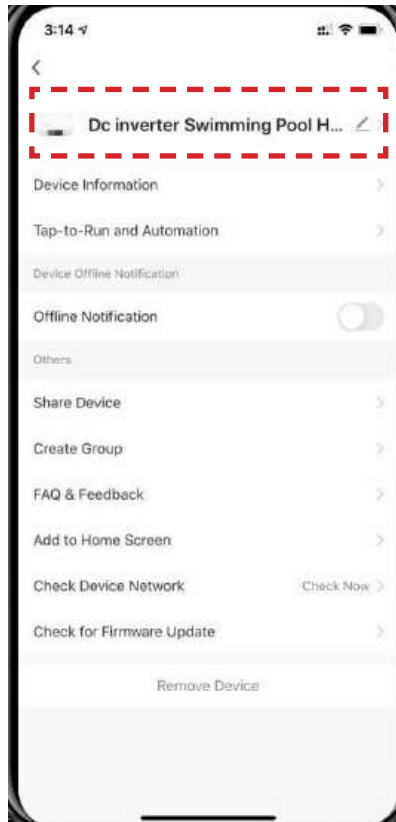 3:14
Dc inverter Swimming Pool H...
Device Information
Tap-to-Run and Automation
Device Offline Notification
Offline Notification
Others
Share Device
Create Group
FAQ & Feedback
Add to Home Screen
Check Device Network Check Now
Check for Firmware Update
Remove Device